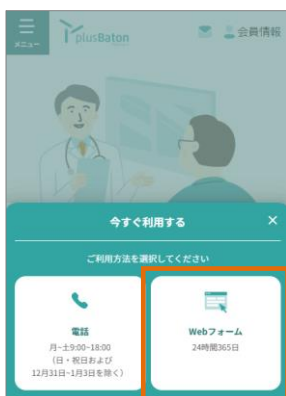 メニュー
plusBaton
会員情報
今すぐ利用する
ご利用方法を選択してください
電話
月~土9:00~18:00
(日・祝日および
12月31日~1月3日を除く)
Webフォーム
24時間365日